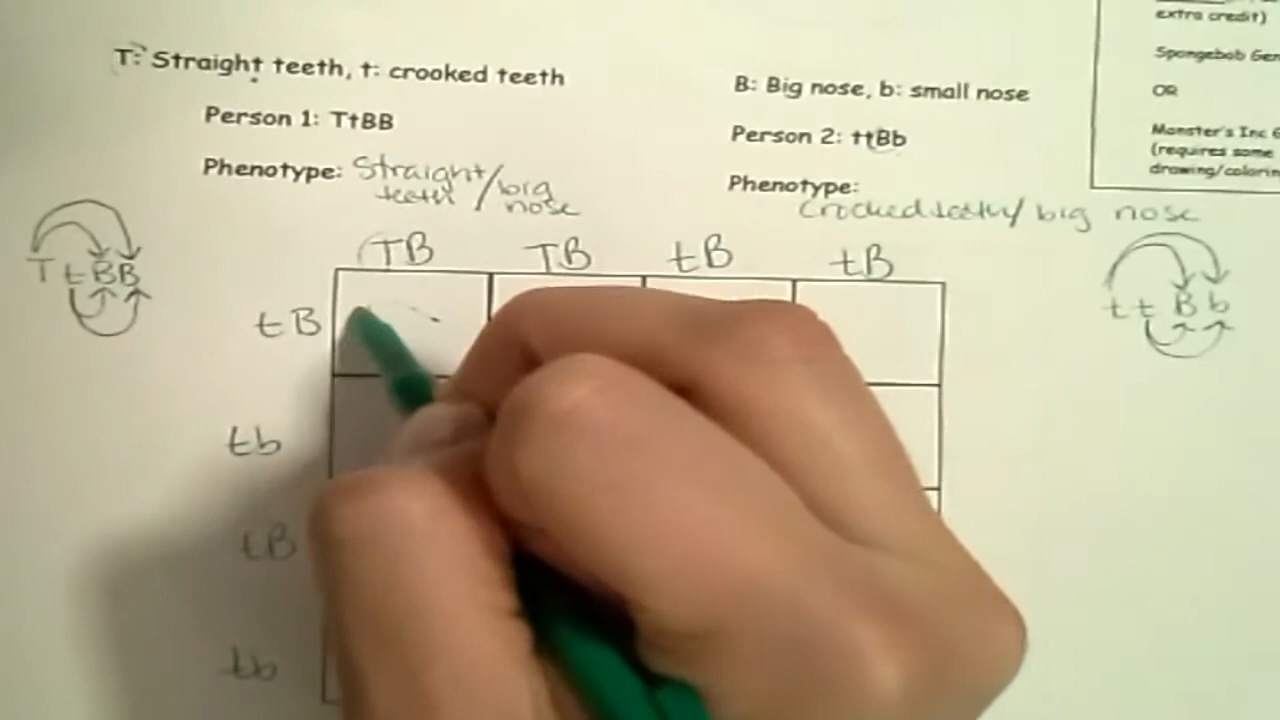 extra credit)
T: Straight teeth, t: crooked teeth
Spongebob Gen
B: Big nose, b: small nose
OR
Person 1: TtBB
Person 2: ttBb
Monster's Inc G
(requires some
drawing/colorin
Phenotype: Straight/big
teeth nose
Phenotype:
Crooked teeth/ big nose
TB TB tB tB
TtBB
ttBb
tB
tb
tB
tb